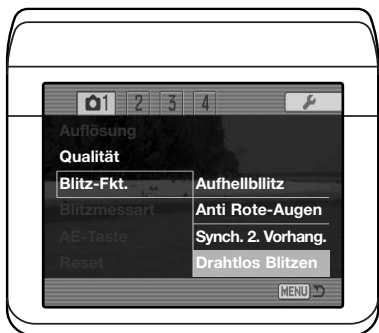 1 2 3 4
Auflösung
Qualität
Blitz-Fkt. Aufhellbllitz
Blitzmessart Anti Rote-Augen
AE-Taste Synch. 2. Vorhang.
Reset Drahtlos Blitzen
MENU